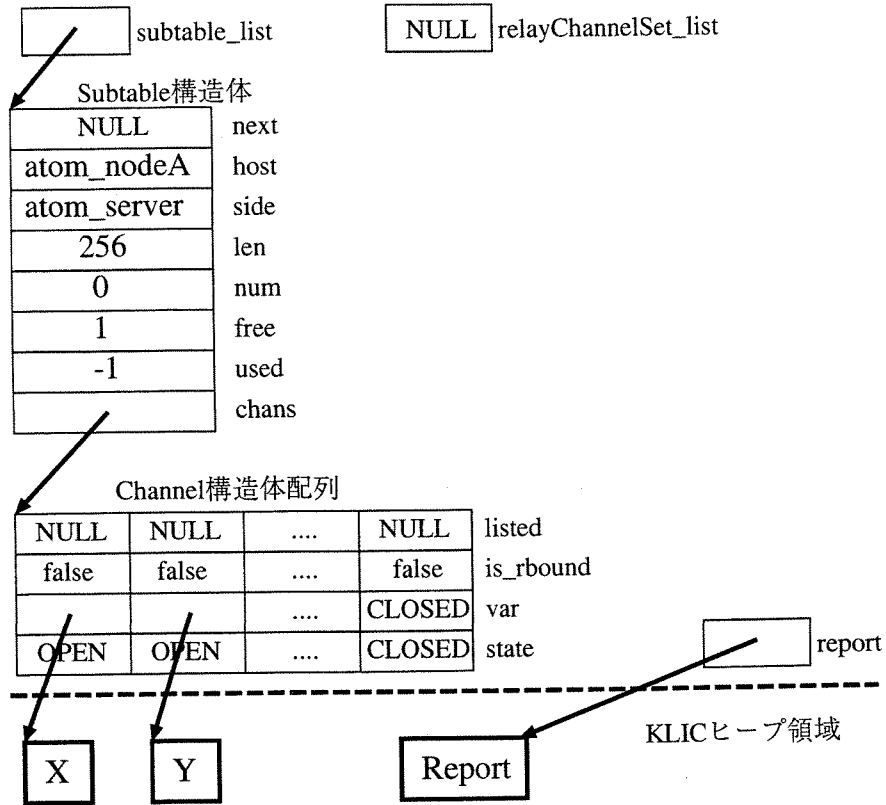 subtable_list
NULL relayChannelSet_list
Subtable構造体
NULL next
atom_nodeA host
atom_server side
256 len
0 num
1 free
-1 used
chans
Channel構造体配列
NULL NULL .... NULL listed
false false .... false is_rbound
.... CLOSED var
OPEN OPEN .... CLOSED state
report
KLICヒープ領域
X Y Report